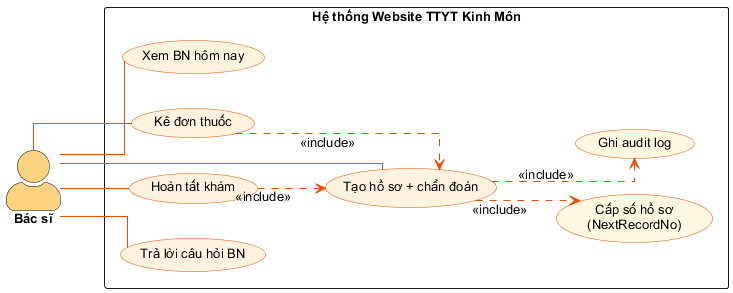 Hệ thống Website TTYT Kinh Môn
Xem BN hôm nay
Kê đơn thuốc
«include»
Ghi audit log
Hoàn tất khám
«include»
Tạo hồ sơ + chẩn đoán
«include»
«include»
Cấp số hồ sơ
(NextRecordNo)
Bác sĩ
Trả lời câu hỏi BN